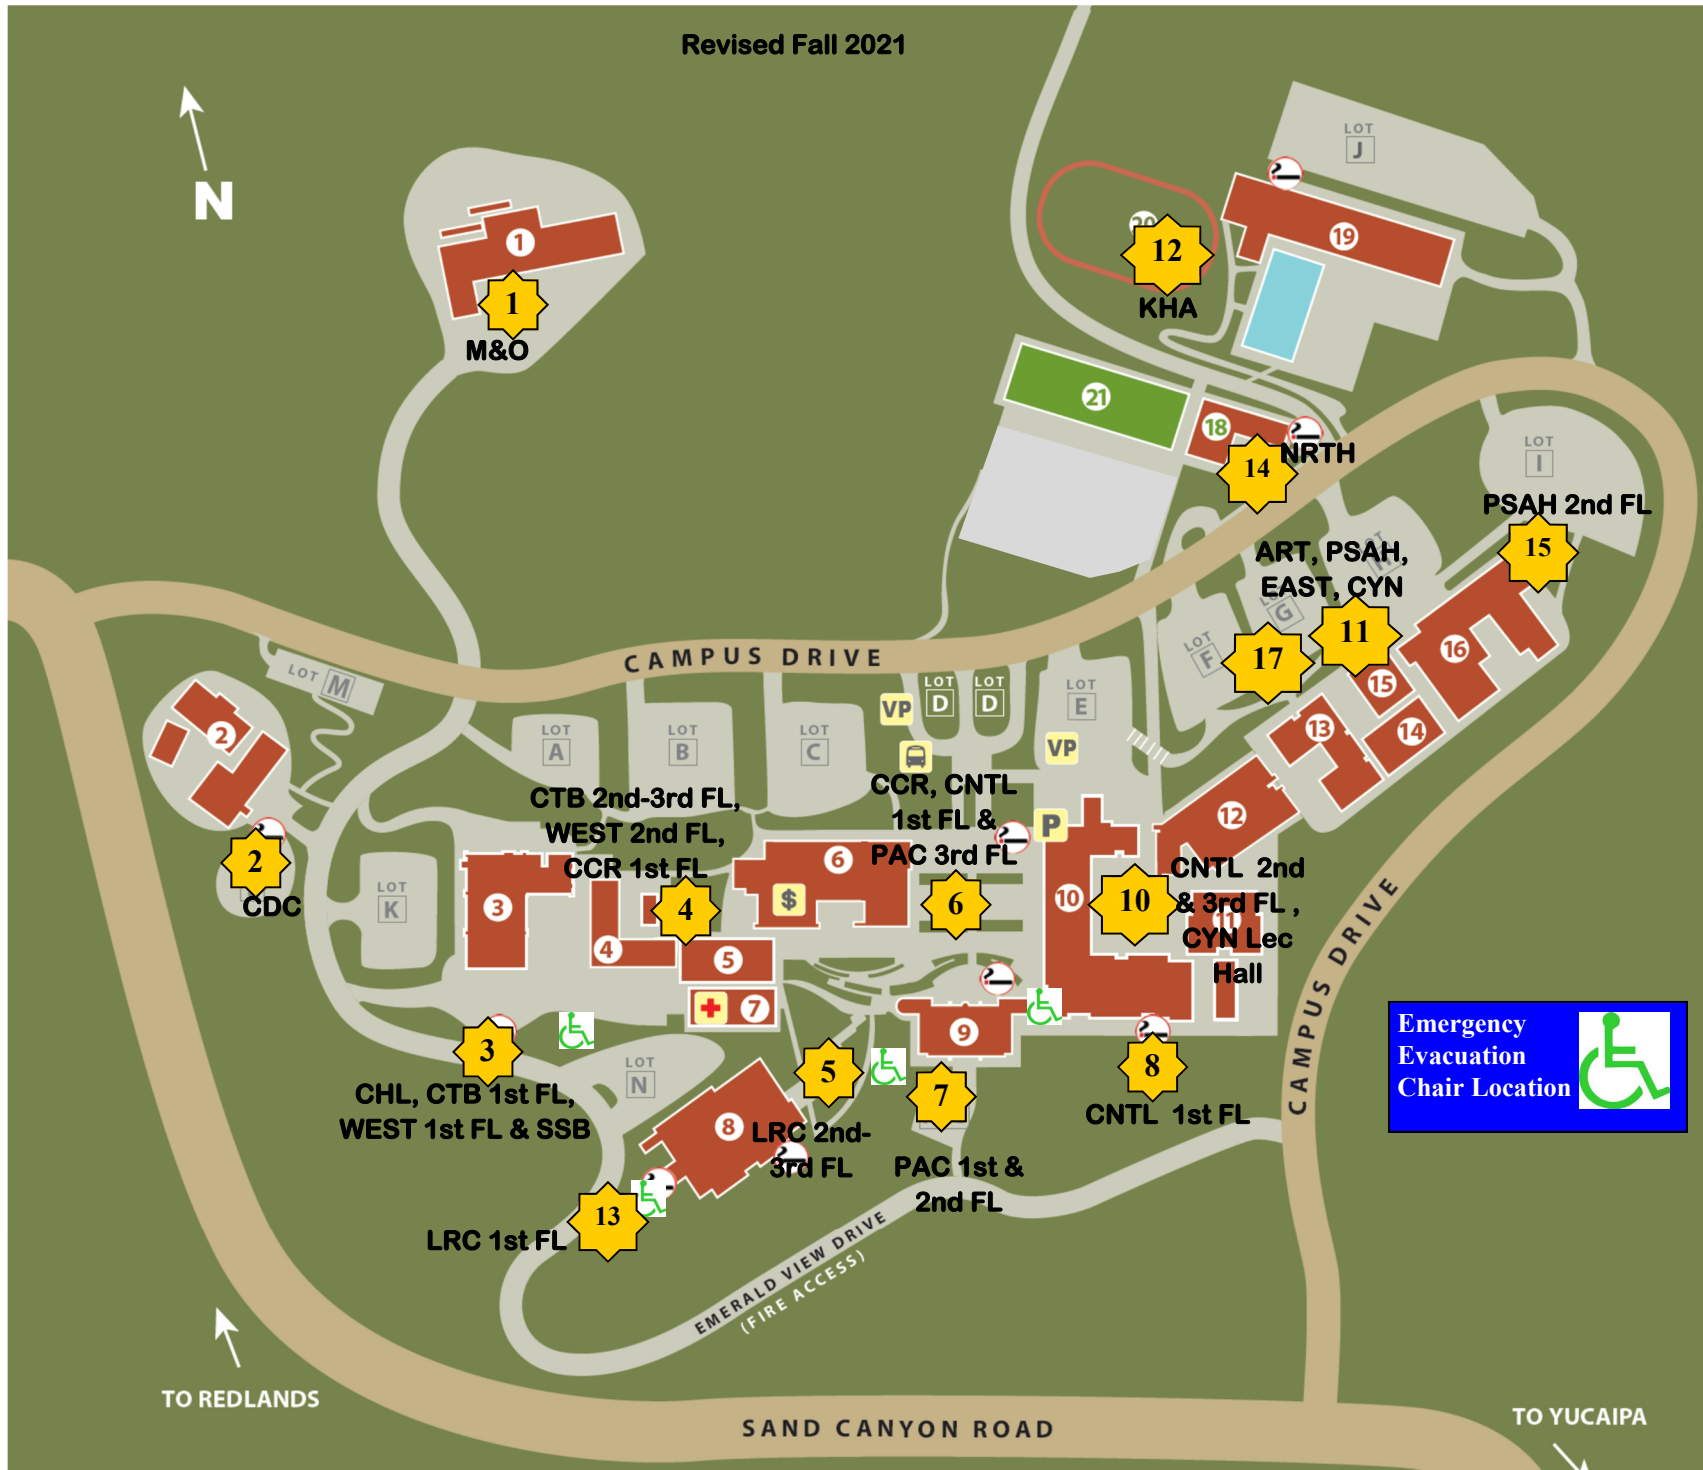 Revised Fall 2021
N
LOT
J
1
1
M&O
20
12
KHA
19
21
18
14
NRTH
LOT
I
PSAH 2nd FL
15
ART, PSAH,
EAST, CYN
LOT
H
LOT
G
LOT
F
17
11
16
15
14
13
12
CAMPUS DRIVE
LOT M
2
2
CDC
LOT
A
LOT
B
LOT
C
VP
LOT
D
LOT
D
LOT
E
VP
P
CTB 2nd-3rd FL,
WEST 2nd FL,
CCR 1st FL
CCR, CNTL
1st FL &
PAC 3rd FL
LOT
K
3
4
4
5
6
$
6
7
10
10
CNTL 2nd
& 3rd FL ,
CYN Lec
Hall
11
CAMPUS DRIVE
3
CHL, CTB 1st FL,
WEST 1st FL & SSB
LOT
N
5
8
LRC 2nd-
3rd FL
9
7
PAC 1st &
2nd FL
8
CNTL 1st FL
Emergency
Evacuation
Chair Location
13
LRC 1st FL
EMERALD VIEW DRIVE
(FIRE ACCESS)
TO REDLANDS
SAND CANYON ROAD
TO YUCAIPA